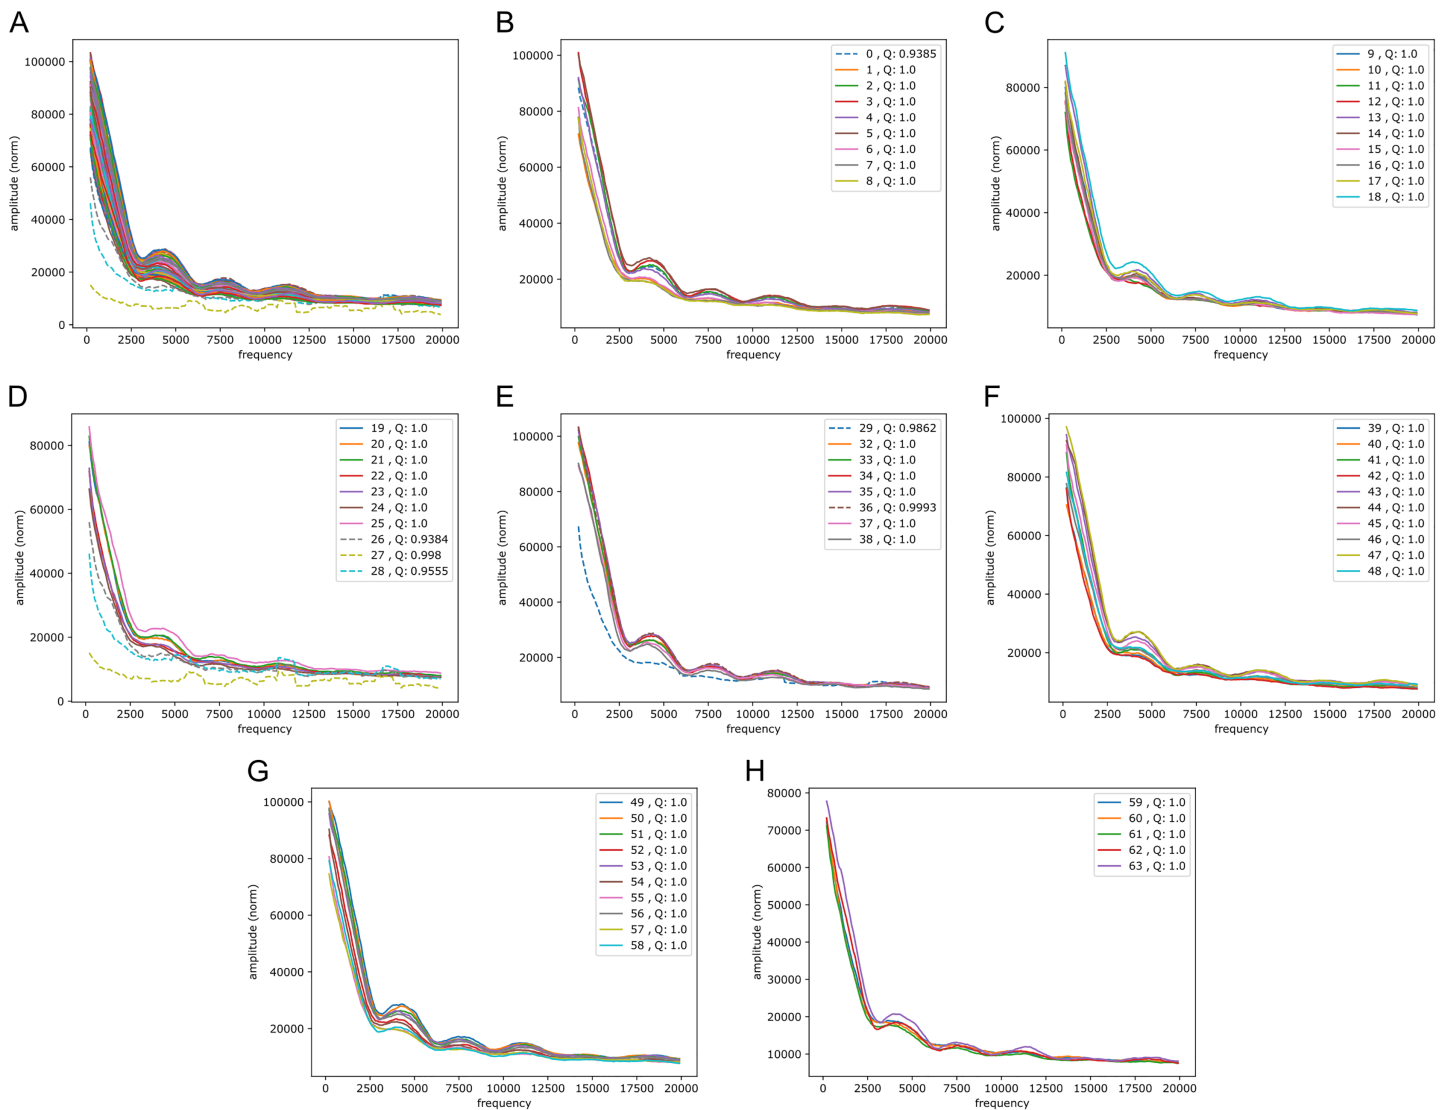 A
amplitude (norm)
100000
80000
60000
40000
20000
0
0 2500 5000 7500 10000 12500 15000 17500 20000
frequency
B
amplitude (norm)
100000
80000
60000
40000
20000
0 , Q: 0.9385
1 , Q: 1.0
2 , Q: 1.0
3 , Q: 1.0
4 , Q: 1.0
5 , Q: 1.0
6 , Q: 1.0
7 , Q: 1.0
8 , Q: 1.0
0 2500 5000 7500 10000 12500 15000 17500 20000
frequency
C
amplitude (norm)
80000
60000
40000
20000
9 , Q: 1.0
10 , Q: 1.0
11 , Q: 1.0
12 , Q: 1.0
13 , Q: 1.0
14 , Q: 1.0
15 , Q: 1.0
16 , Q: 1.0
17 , Q: 1.0
18 , Q: 1.0
0 2500 5000 7500 10000 12500 15000 17500 20000
frequency
D
amplitude (norm)
80000
60000
40000
20000
0
19 , Q: 1.0
20 , Q: 1.0
21 , Q: 1.0
22 , Q: 1.0
23 , Q: 1.0
24 , Q: 1.0
25 , Q: 1.0
26 , Q: 0.9384
27 , Q: 0.998
28 , Q: 0.9555
0 2500 5000 7500 10000 12500 15000 17500 20000
frequency
E
amplitude (norm)
100000
80000
60000
40000
20000
29 , Q: 0.9862
32 , Q: 1.0
33 , Q: 1.0
34 , Q: 1.0
35 , Q: 1.0
36 , Q: 0.9993
37 , Q: 1.0
38 , Q: 1.0
0 2500 5000 7500 10000 12500 15000 17500 20000
frequency
F
amplitude (norm)
100000
80000
60000
40000
20000
39 , Q: 1.0
40 , Q: 1.0
41 , Q: 1.0
42 , Q: 1.0
43 , Q: 1.0
44 , Q: 1.0
45 , Q: 1.0
46 , Q: 1.0
47 , Q: 1.0
48 , Q: 1.0
0 2500 5000 7500 10000 12500 15000 17500 20000
frequency
G
amplitude (norm)
100000
80000
60000
40000
20000
49 , Q: 1.0
50 , Q: 1.0
51 , Q: 1.0
52 , Q: 1.0
53 , Q: 1.0
54 , Q: 1.0
55 , Q: 1.0
56 , Q: 1.0
57 , Q: 1.0
58 , Q: 1.0
0 2500 5000 7500 10000 12500 15000 17500 20000
frequency
H
amplitude (norm)
80000
70000
60000
50000
40000
30000
20000
10000
59 , Q: 1.0
60 , Q: 1.0
61 , Q: 1.0
62 , Q: 1.0
63 , Q: 1.0
0 2500 5000 7500 10000 12500 15000 17500 20000
frequency